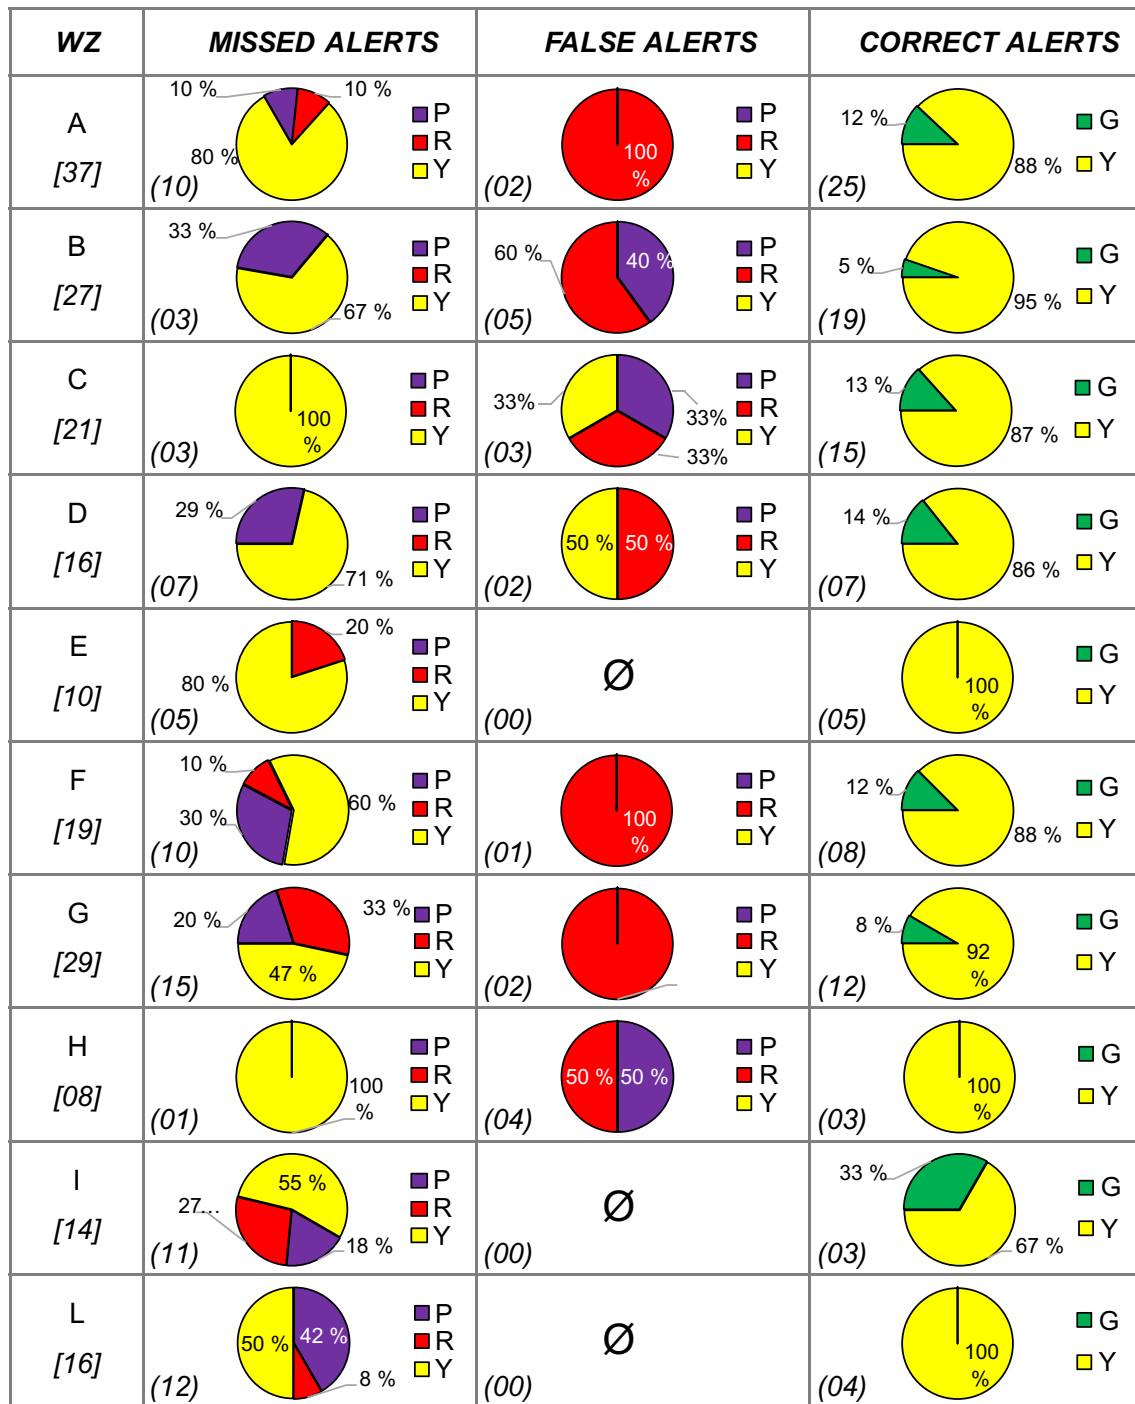 WZ MISSED ALERTS FALSE ALERTS CORRECT ALERTS
A
[37]
10 %
10 %
80 %
P
R
Y
(10)
100
%
P
R
Y
(02)
12 %
88 %
G
Y
(25)
B
[27]
33 %
67 %
P
R
Y
(03)
60 %
40 %
P
R
Y
(05)
5 %
95 %
G
Y
(19)
C
[21]
100
%
P
R
Y
(03)
33%
33%
33%
P
R
Y
(03)
13 %
87 %
G
Y
(15)
D
[16]
29 %
71 %
P
R
Y
(07)
50 %
50 %
P
R
Y
(02)
14 %
86 %
G
Y
(07)
E
[10]
20 %
80 %
P
R
Y
(05)
Ø
(00)
100
%
G
Y
(05)
F
[19]
10 %
30 %
60 %
P
R
Y
(10)
100
%
P
R
Y
(01)
12 %
88 %
G
Y
(08)
G
[29]
20 %
33 %
47 %
P
R
Y
(15)
P
R
Y
(02)
8 %
92
%
G
Y
(12)
H
[08]
100
%
P
R
Y
(01)
50 %
50 %
P
R
Y
(04)
100
%
G
Y
(03)
I
[14]
55 %
27...
18 %
P
R
Y
(11)
Ø
(00)
33 %
67 %
G
Y
(03)
L
[16]
50 %
42 %
8 %
P
R
Y
(12)
Ø
(00)
100
%
G
Y
(04)